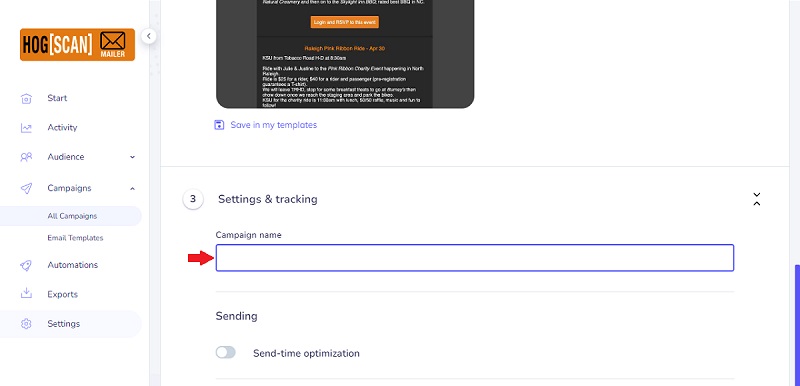 HOG[SCAN]
MAILER
Start
Activity
Audience
Campaigns
All Campaigns
Email Templates
Automations
Exports
Settings
Natural Creamery and then on to the Skylight Inn BBQ, rated best BBQ in NC.
Login and RSVP to this event
Raleigh Pink Ribbon Ride - Apr 30
KSU from Tobacco Road H-D at 8:30am
Ride with Julie & Justine to the Pink Ribbon Charity Event happening in North
Raleigh.
Ride is $25 for a rider, $40 for a rider and passenger (pre-registration
guarantees a T-shirt).
We will leave TRHD, stop for some breakfast treats to go at Burney's then
chow down once we reach the staging area and park the bikes.
KSU for the charity ride is 11:00am with lunch, 50/50 raffle, music and fun to
follow!
Save in my templates
3 Settings & tracking
Campaign name
Sending
Send-time optimization